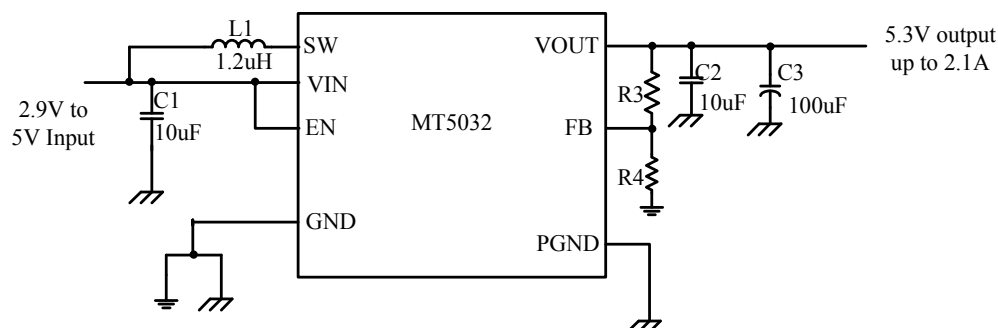 L1
1.2uH
SW
VIN
EN
GND
MT5032
VOUT
FB
PGND
2.9V to
5V Input
C1
10uF
R3
R4
C2
10uF
C3
100uF
5.3V output
up to 2.1A